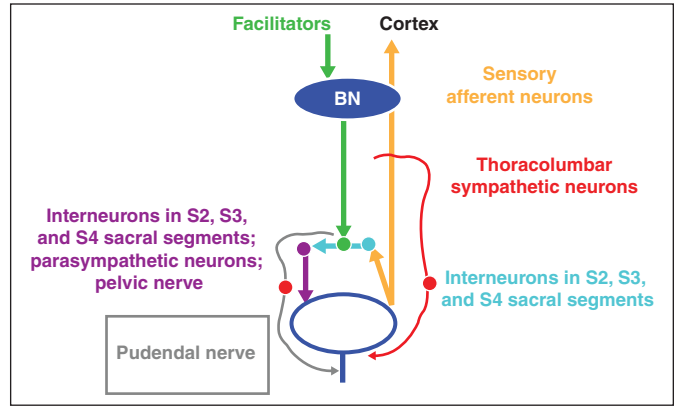 Facilitators
Cortex
Sensory
afferent neurons
BN
Thoracolumbar
sympathetic neurons
Interneurons in S2, S3,
and S4 sacral segments;
parasympathetic neurons;
pelvic nerve
Interneurons in S2, S3,
and S4 sacral segments
Pudendal nerve